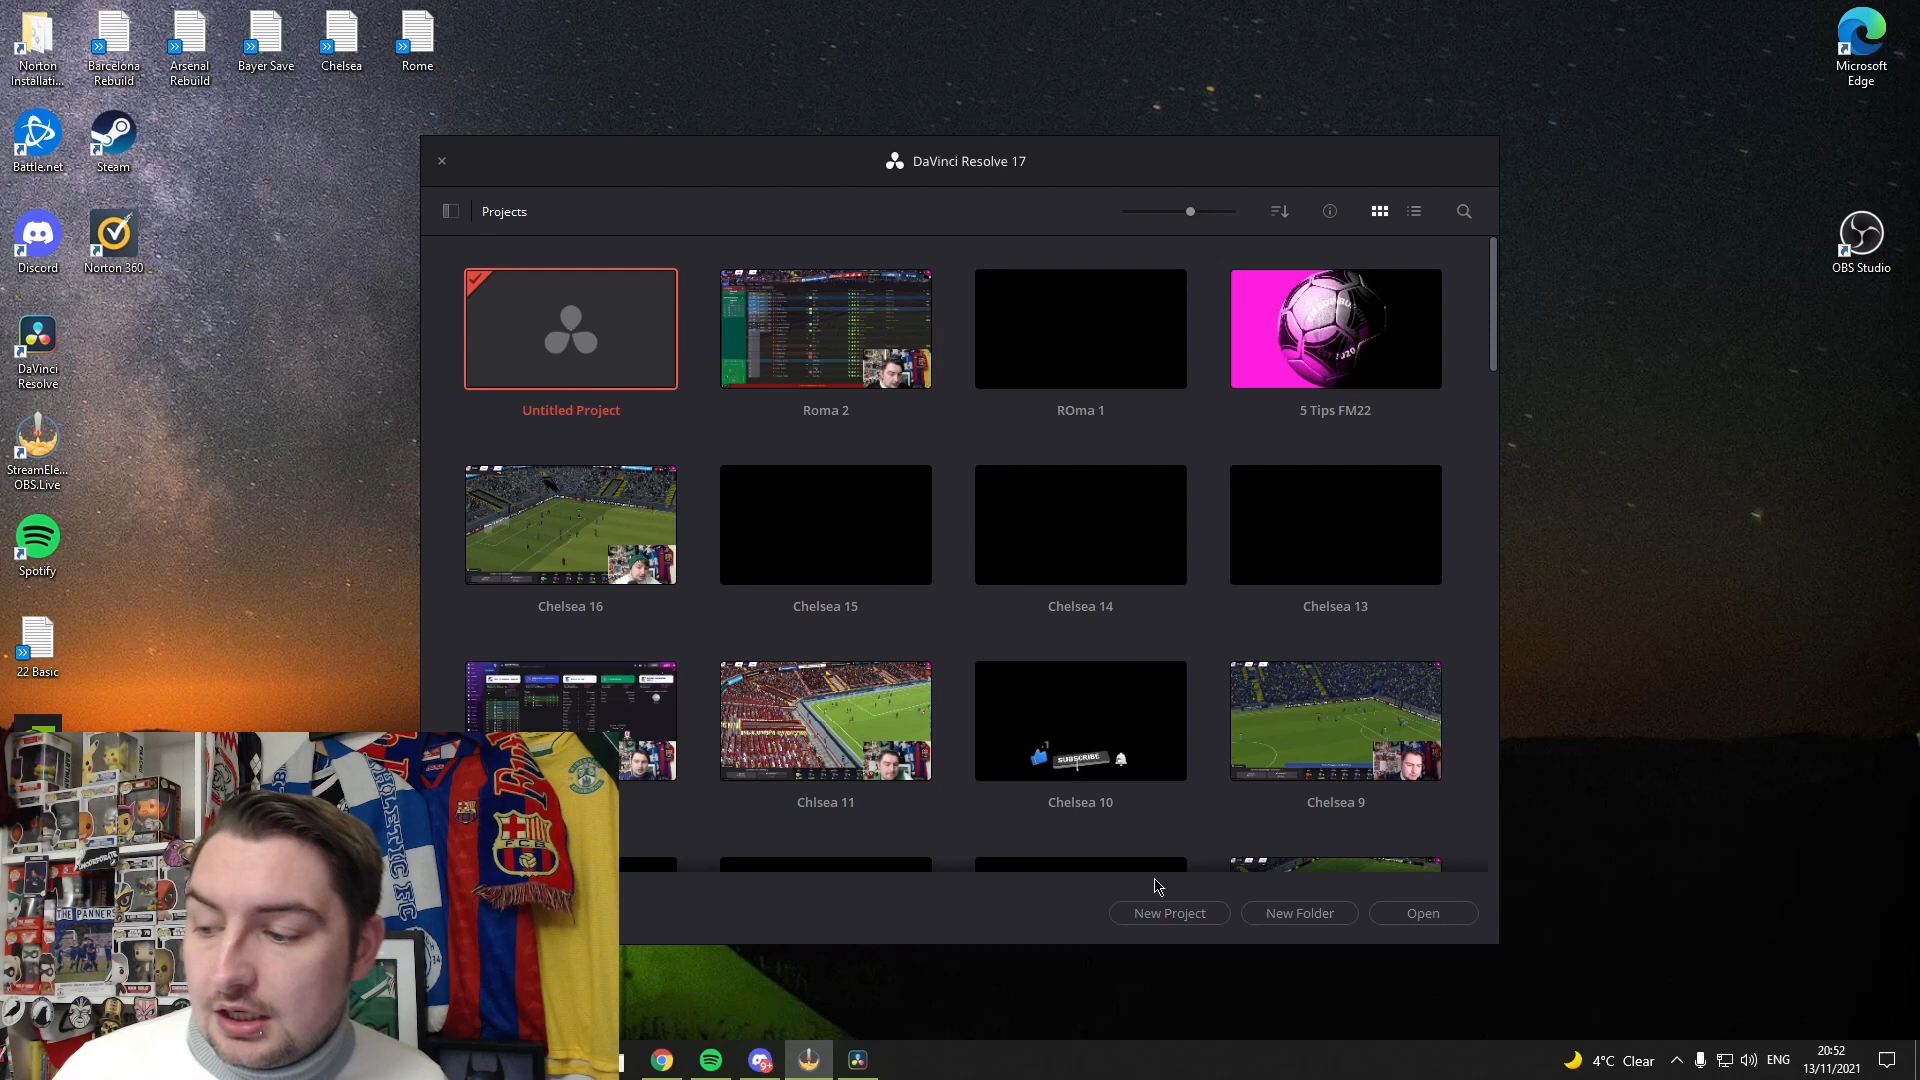 Norton
Installati...
Barcelona
Rebuild
Arsenal
Rebuild
Bayer Save
Chelsea
Rome
Microsoft
Edge
Battle.net
Steam
Discord
Norton 360
OBS Studio
DaVinci
Resolve
StreamEle...
OBS.Live
Spotify
22 Basic
DaVinci Resolve 17
Projects
Untitled Project
Roma 2
ROma 1
5 Tips FM22
Chelsea 16
Chelsea 15
Chelsea 14
Chelsea 13
SUBSCRIBE
Chlsea 11
Chelsea 10
Chelsea 9
New Project
New Folder
Open
THE PANNERS
FCB
4°C Clear
ENG
20:52
13/11/2021